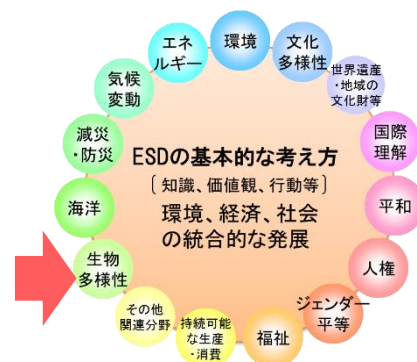 環境
文化
多様性
世界遺産
・地域の
文化財等
国際
理解
平和
人権
ジェンダー
平等
福祉
持続可能
な生産
・消費
その他
関連分野
生物
多様性
海洋
減災
・防災
気候
変動
エネ
ルギー
ESDの基本的な考え方
［知識、価値観、行動等］
環境、経済、社会
の統合的な発展